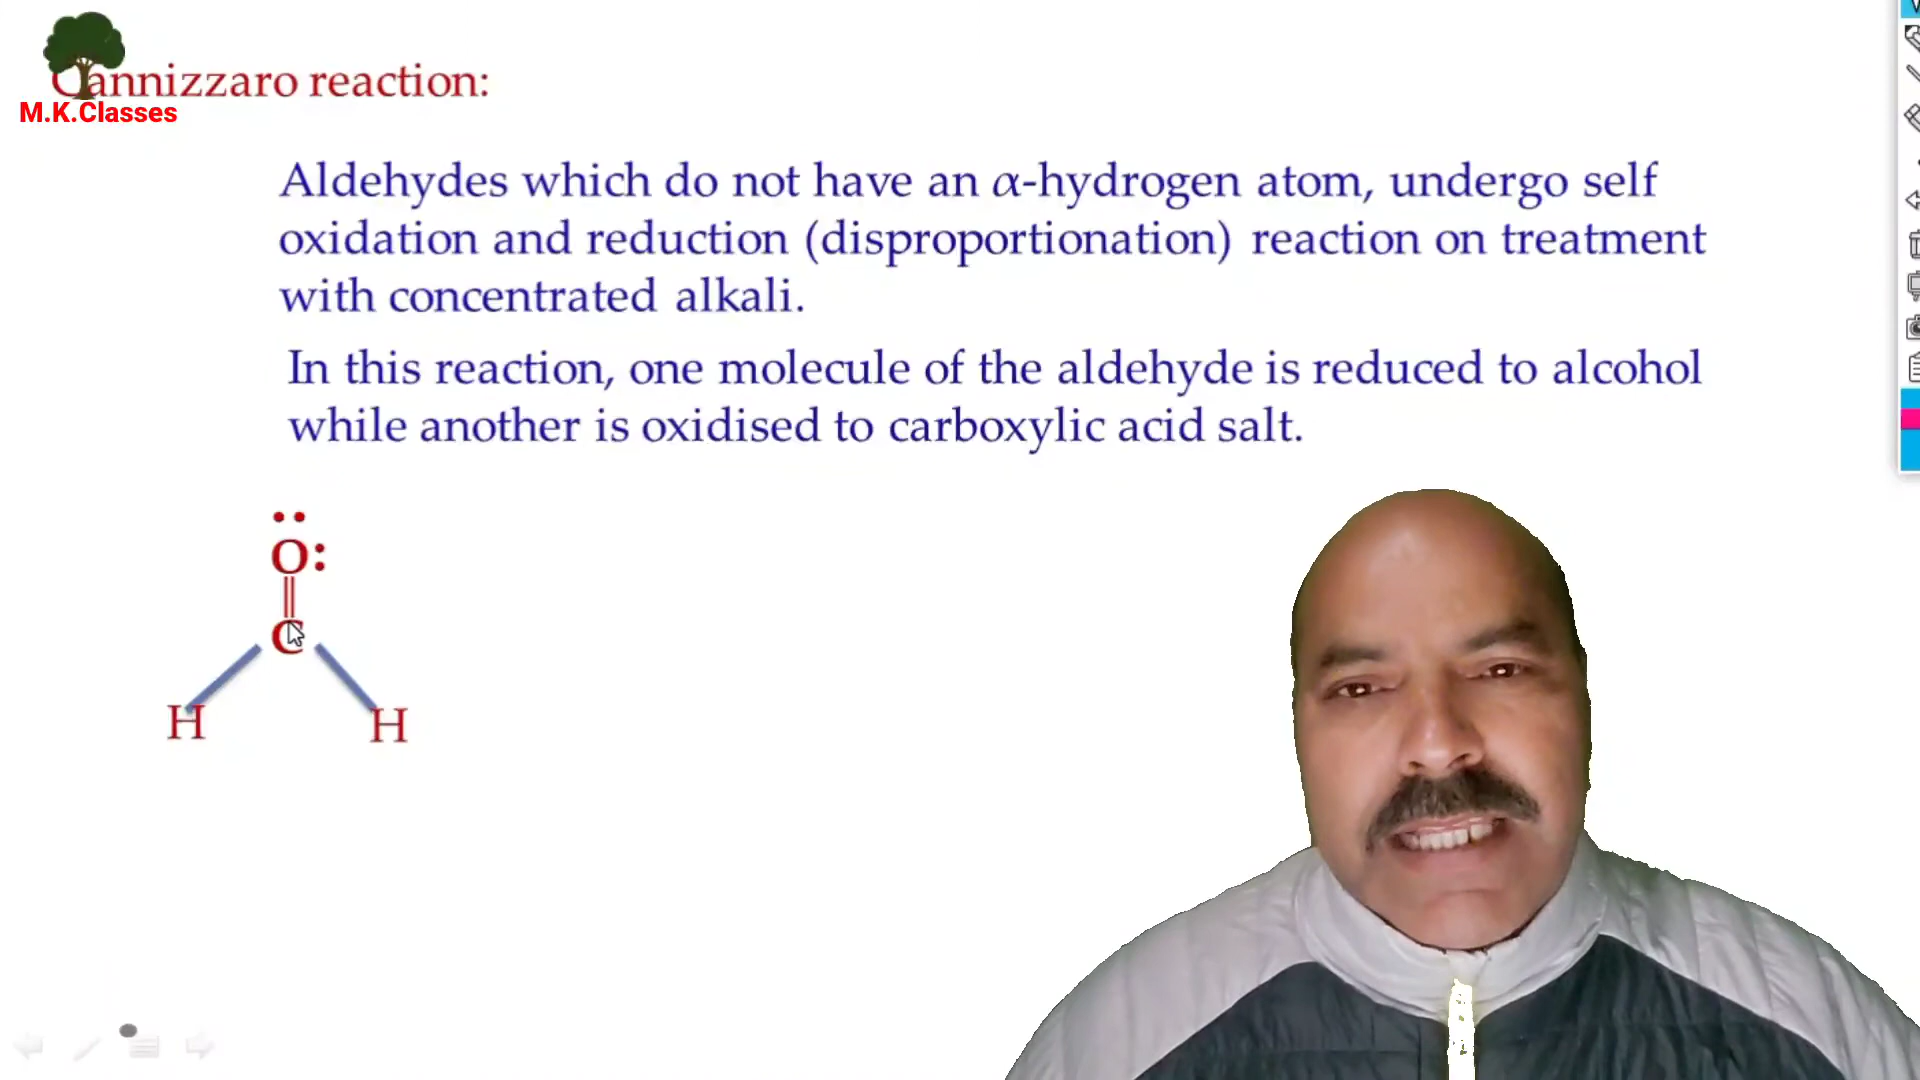 Cannizzaro reaction:
M.K.Classes
Aldehydes which do not have an α-hydrogen atom, undergo self
oxidation and reduction (disproportionation) reaction on treatment
with concentrated alkali.
In this reaction, one molecule of the aldehyde is reduced to alcohol
while another is oxidised to carboxylic acid salt.
O
C
H H